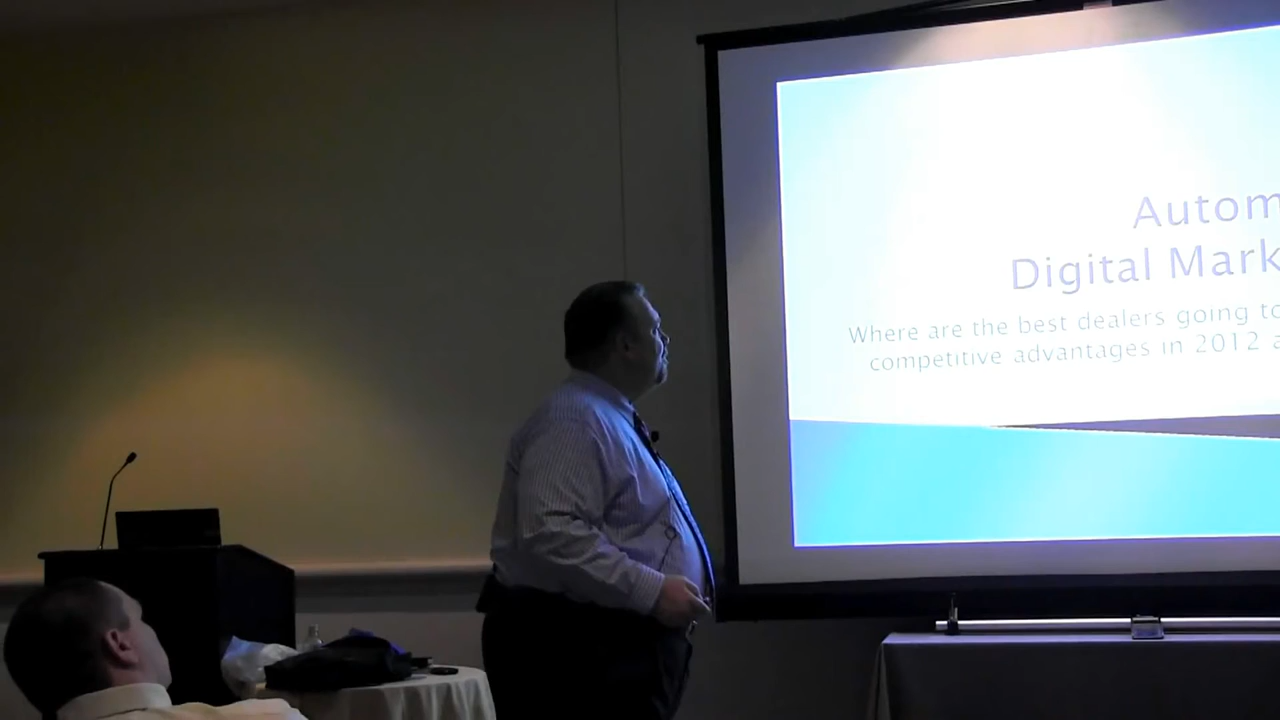 Autom
Digital Mark
Where are the best dealers going to
competitive advantages in 2012 a